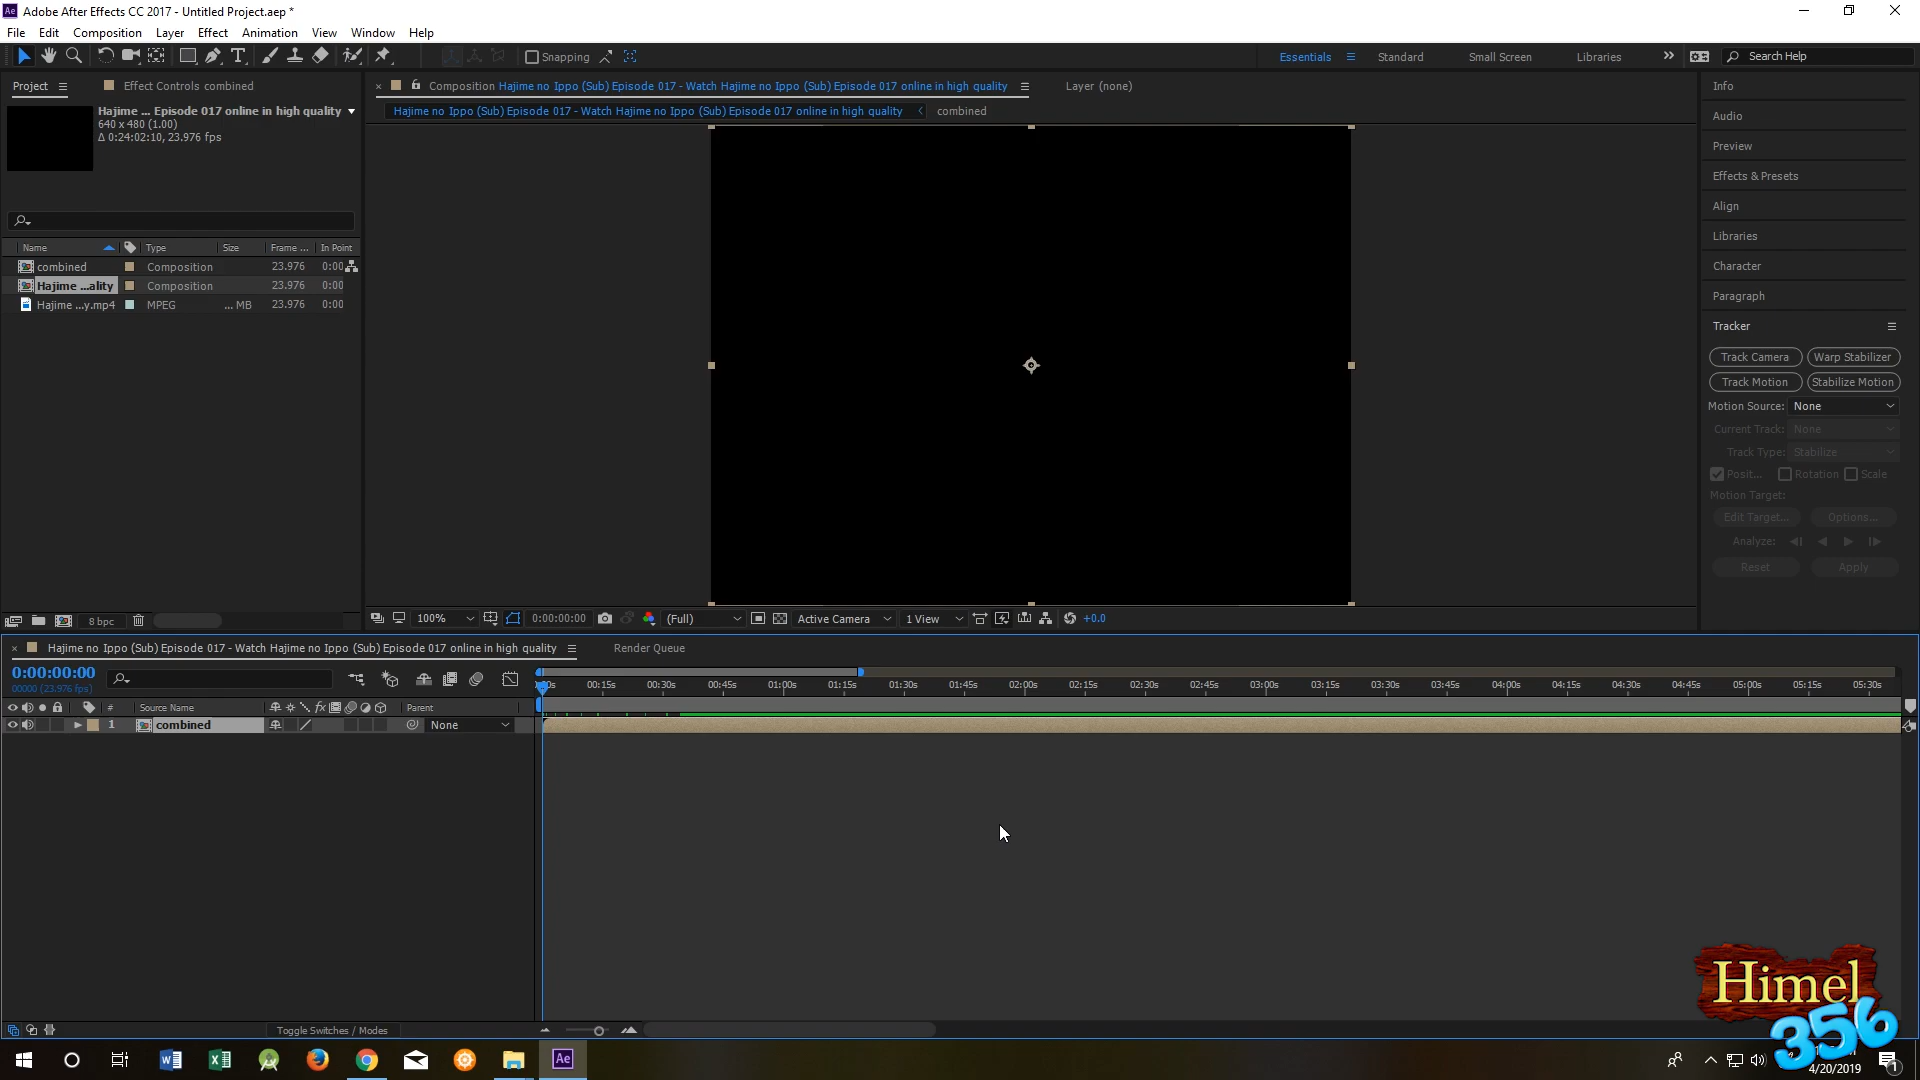 Adobe After Effects CC 2017 - Untitled Project.aep *
File Edit Composition Layer Effect Animation View Window Help
Snapping Essentials Standard Small Screen Libraries Search Help
Project Effect Controls combined
Composition Hajime no Ippo (Sub) Episode 017 - Watch Hajime no Ippo (Sub) Episode 017 online in high quality Layer (none)
Hajime no Ippo (Sub) Episode 017 - Watch Hajime no Ippo (Sub) Episode 017 online in high quality combined
Hajime ... Episode 017 online in high quality
640 x 480 (1.00)
Δ 0:24:02:10, 23.976 fps
Name Type Size Frame ... In Point
combined Composition 23.976 0:00
Hajime ...ality Composition 23.976 0:00
Hajime ...y.mp4 MPEG ... MB 23.976 0:00
8 bpc
100% 0:00:00:00 (Full) Active Camera 1 View +0.0
Info
Audio
Preview
Effects & Presets
Align
Libraries
Character
Paragraph
Tracker
Track Camera Warp Stabilizer
Track Motion Stabilize Motion
Motion Source: None
Current Track: None
Track Type: Stabilize
Posit... Rotation Scale
Motion Target:
Edit Target... Options...
Analyze:
Reset Apply
Hajime no Ippo (Sub) Episode 017 - Watch Hajime no Ippo (Sub) Episode 017 online in high quality Render Queue
0:00:00:00
00000 (23.976 fps)
00:15s 00:30s 00:45s 01:00s 01:15s 01:30s 01:45s 02:00s 02:15s 02:30s 02:45s 03:00s 03:15s 03:30s 03:45s 04:00s 04:15s 04:30s 04:45s 05:00s 05:15s 05:30s
# Source Name fx Parent
1 combined None
Toggle Switches / Modes
Himel
356
Ae
4/20/2019
1